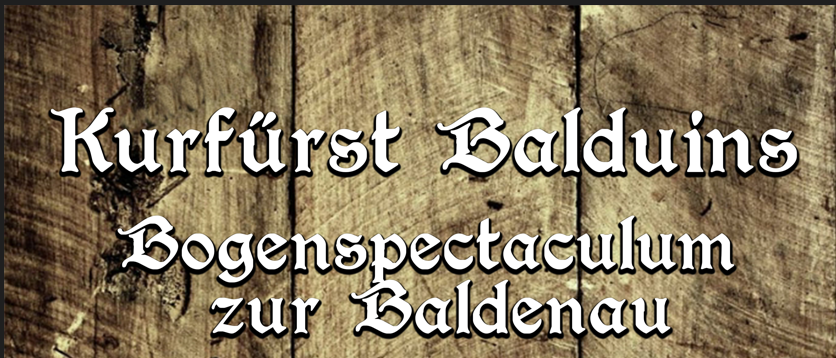 Kurfürst Balduins
Bogenspectaculum
zur Baldenau